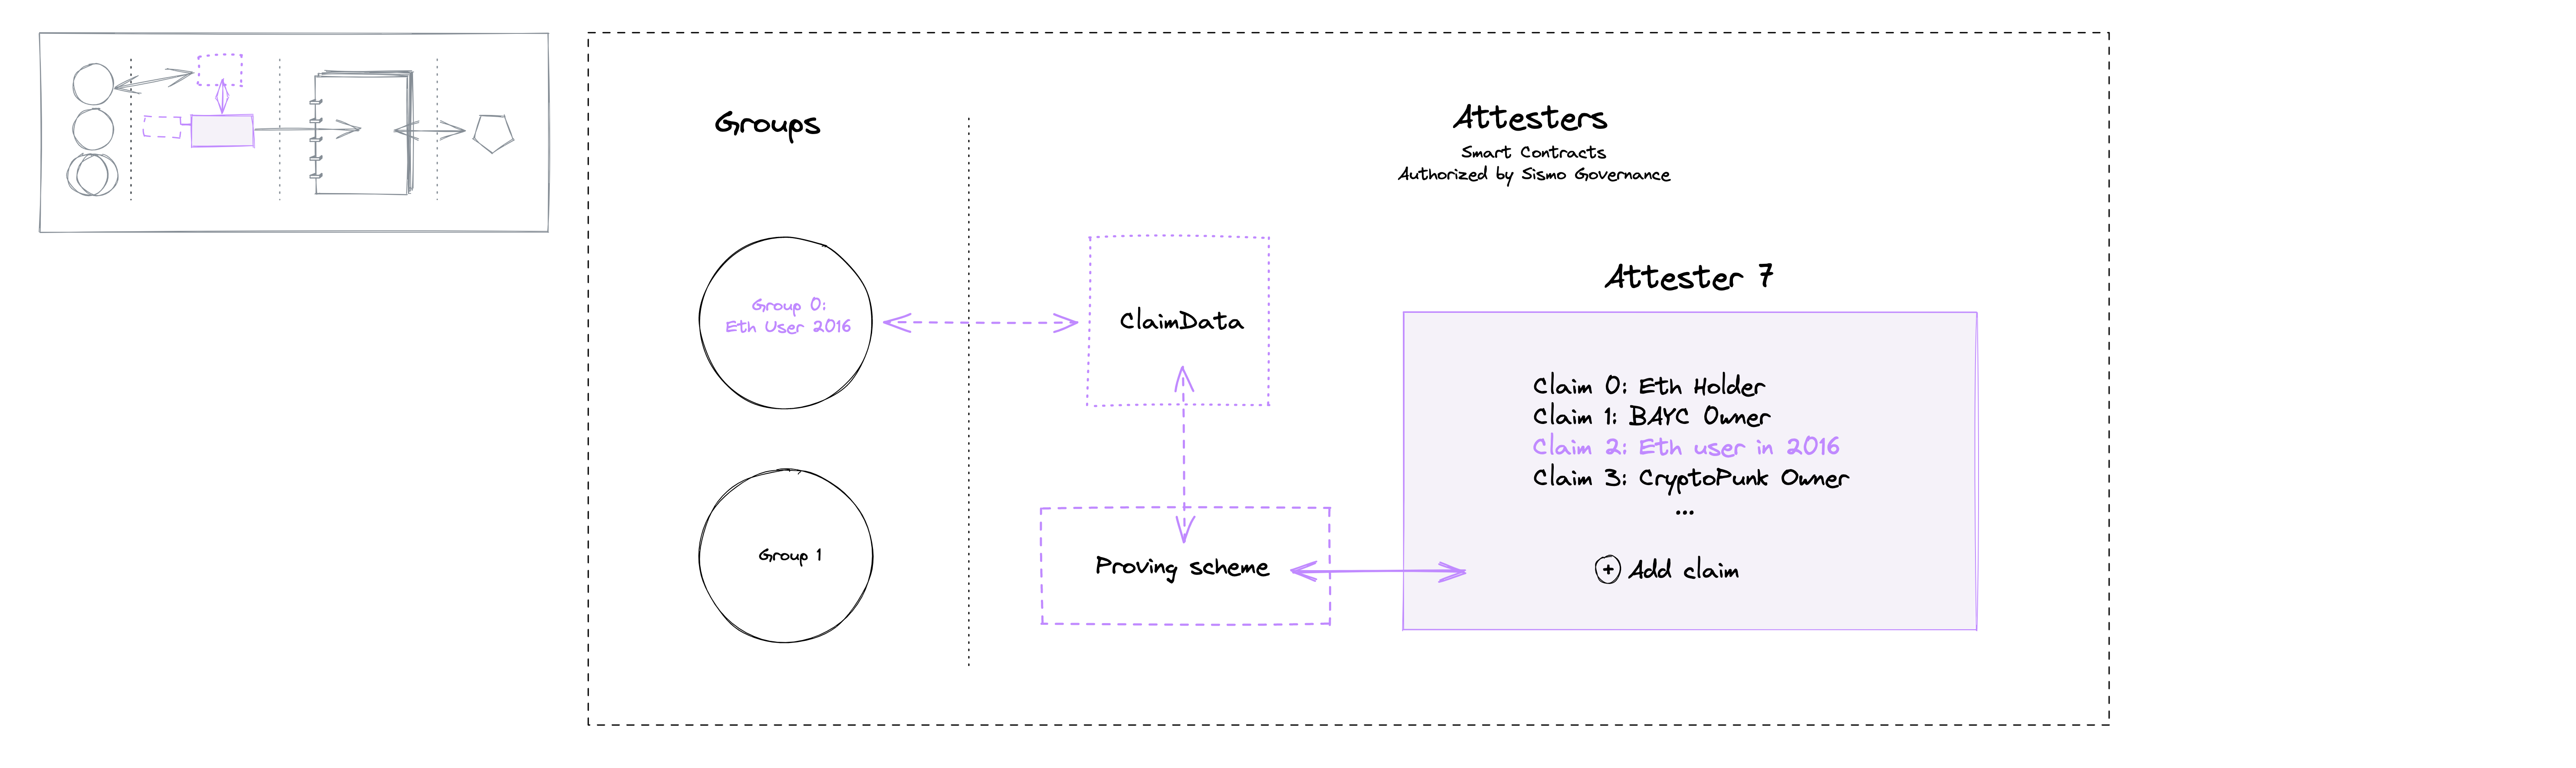 Groups
Attesters
Smart Contracts
Authorized by Sismo Governance
Group 0:
Eth User 2016
ClaimData
Attester 7
Claim 0: Eth Holder
Claim 1: BAYC Owner
Claim 2: Eth user in 2016
Claim 3: CryptoPunk Owner
...
Group 1
Proving scheme
+ Add claim